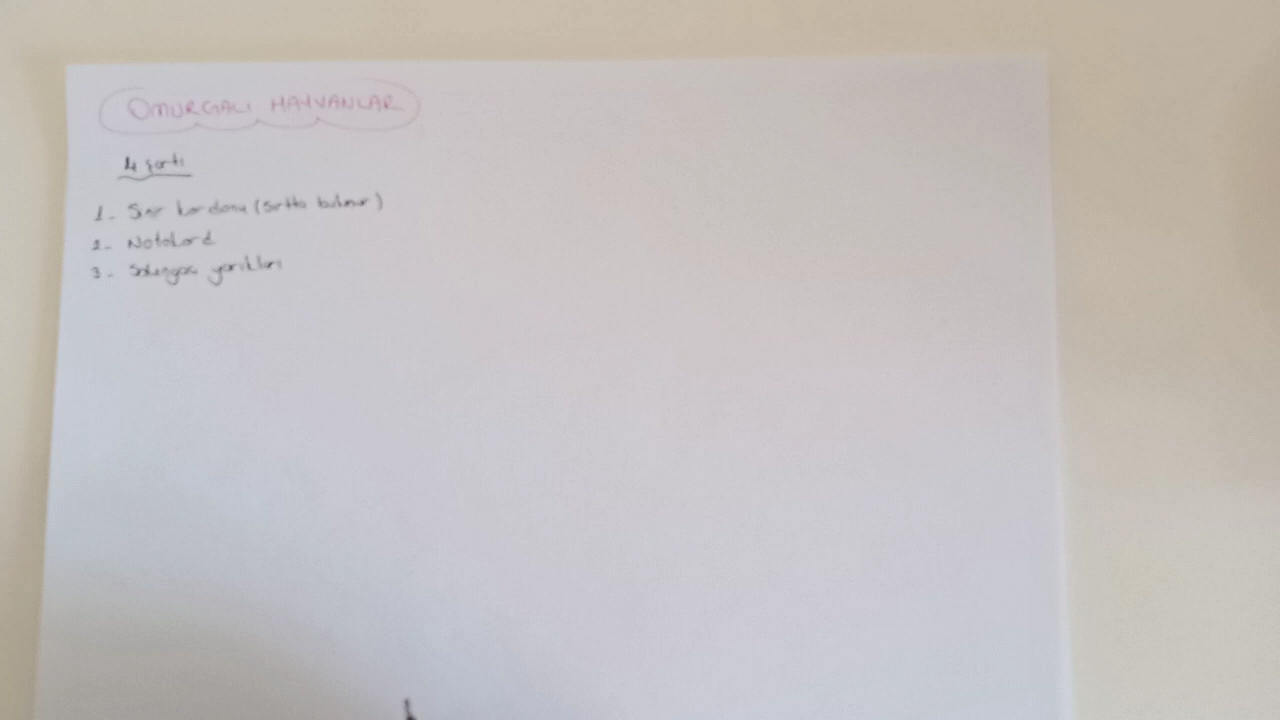 OMURGALI HAYVANLAR
4 şartı
1- Sinir kordonu (Sırtta bulunur)
2- Notokord
3- Solungaç yarıkları